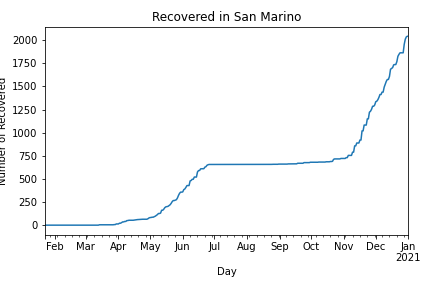 Recovered in San Marino
2000
1750
1500
1250
1000
750
500
250
0
Number of Recovered
Feb Mar Apr May Jun Jul Aug Sep Oct Nov Dec Jan
2021
Day